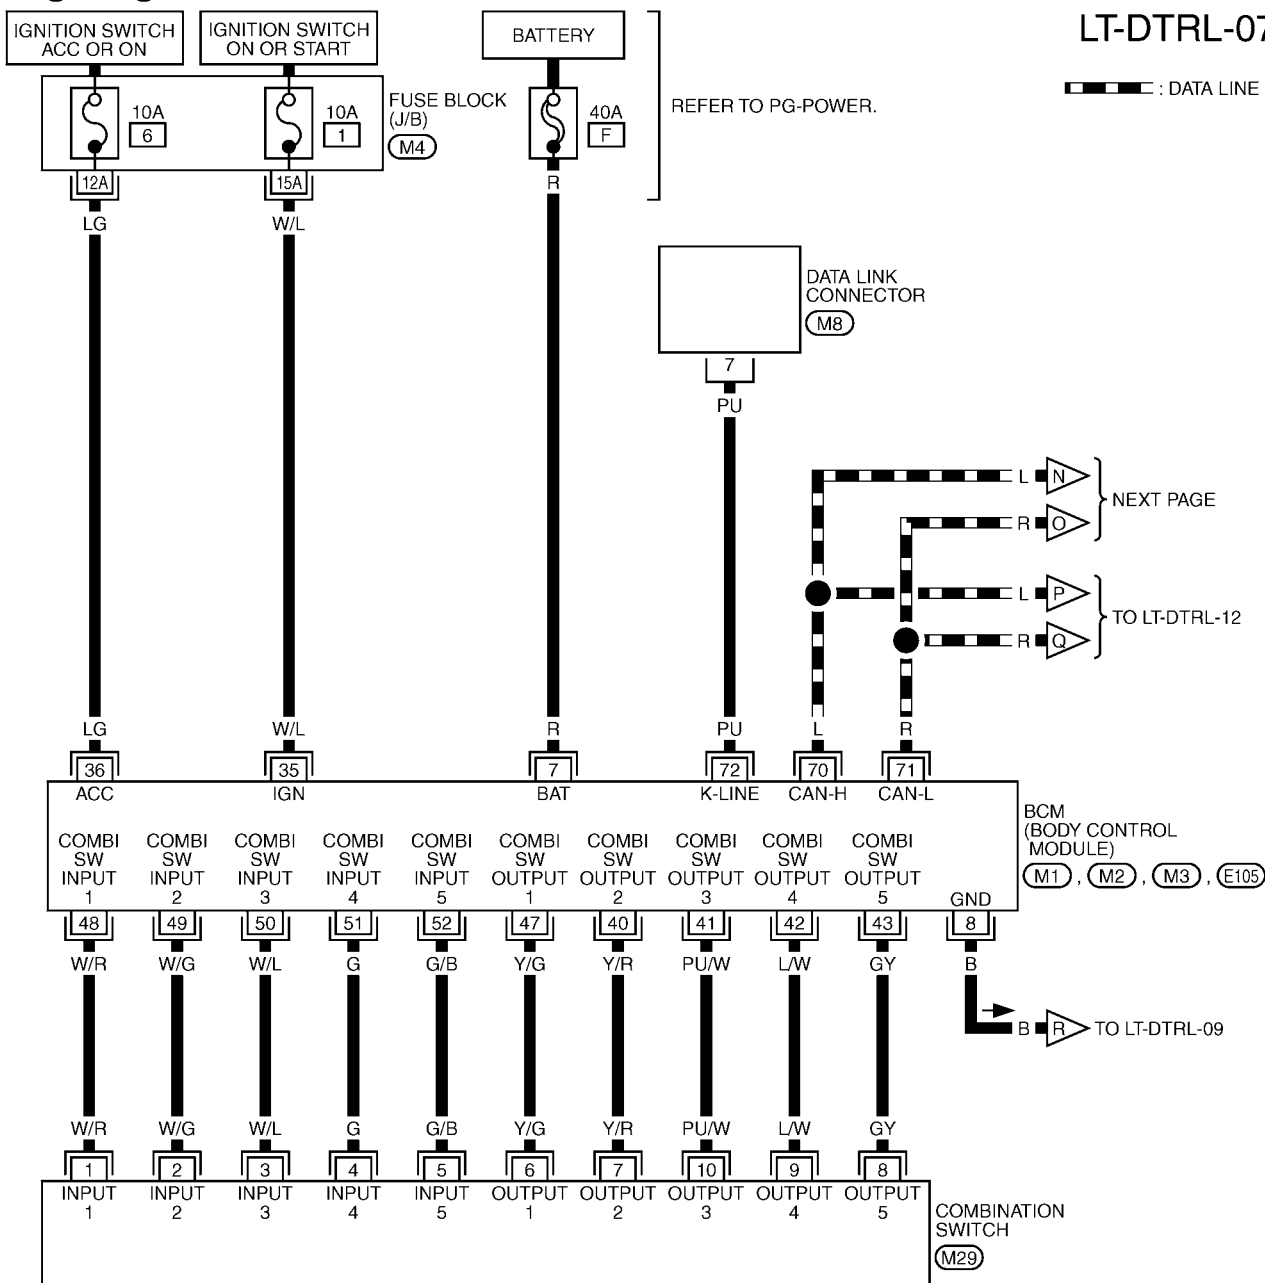 LT-DTRL-07
: DATA LINE
IGNITION SWITCH
ACC OR ON
IGNITION SWITCH
ON OR START
BATTERY
10A
6
10A
1
FUSE BLOCK
(J/B)
M4
40A
F
REFER TO PG-POWER.
12A
15A
R
LG
W/L
DATA LINK
CONNECTOR
M8
7
PU
L
N
R
O
NEXT PAGE
L
P
R
Q
TO LT-DTRL-12
LG
W/L
R
PU
L
R
36
35
7
72
70
71
ACC
IGN
BAT
K-LINE
CAN-H
CAN-L
BCM
(BODY CONTROL
MODULE)
M1 , M2 , M3 , E105
COMBI
SW
INPUT
1
COMBI
SW
INPUT
2
COMBI
SW
INPUT
3
COMBI
SW
INPUT
4
COMBI
SW
INPUT
5
COMBI
SW
OUTPUT
1
COMBI
SW
OUTPUT
2
COMBI
SW
OUTPUT
3
COMBI
SW
OUTPUT
4
COMBI
SW
OUTPUT
5
GND
48
49
50
51
52
47
40
41
42
43
8
W/R
W/G
W/L
G
G/B
Y/G
Y/R
PU/W
L/W
GY
B
B
R
TO LT-DTRL-09
W/R
W/G
W/L
G
G/B
Y/G
Y/R
PU/W
L/W
GY
1
2
3
4
5
6
7
10
9
8
INPUT
1
INPUT
2
INPUT
3
INPUT
4
INPUT
5
OUTPUT
1
OUTPUT
2
OUTPUT
3
OUTPUT
4
OUTPUT
5
COMBINATION
SWITCH
M29